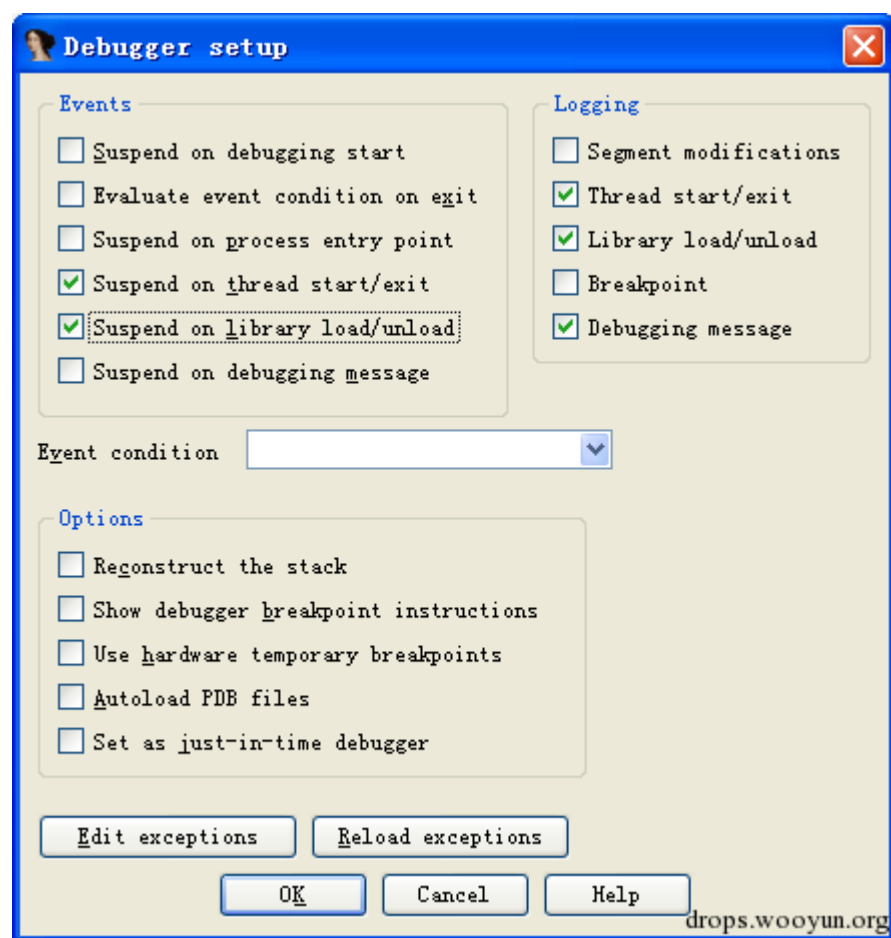 Debugger setup
Events
Suspend on debugging start
Evaluate event condition on exit
Suspend on process entry point
Suspend on thread start/exit
Suspend on library load/unload
Suspend on debugging message
Logging
Segment modifications
Thread start/exit
Library load/unload
Breakpoint
Debugging message
Event condition
Options
Reconstruct the stack
Show debugger breakpoint instructions
Use hardware temporary breakpoints
Autoload PDB files
Set as just-in-time debugger
Edit exceptions Reload exceptions
OK Cancel Help
drops.wooyun.org